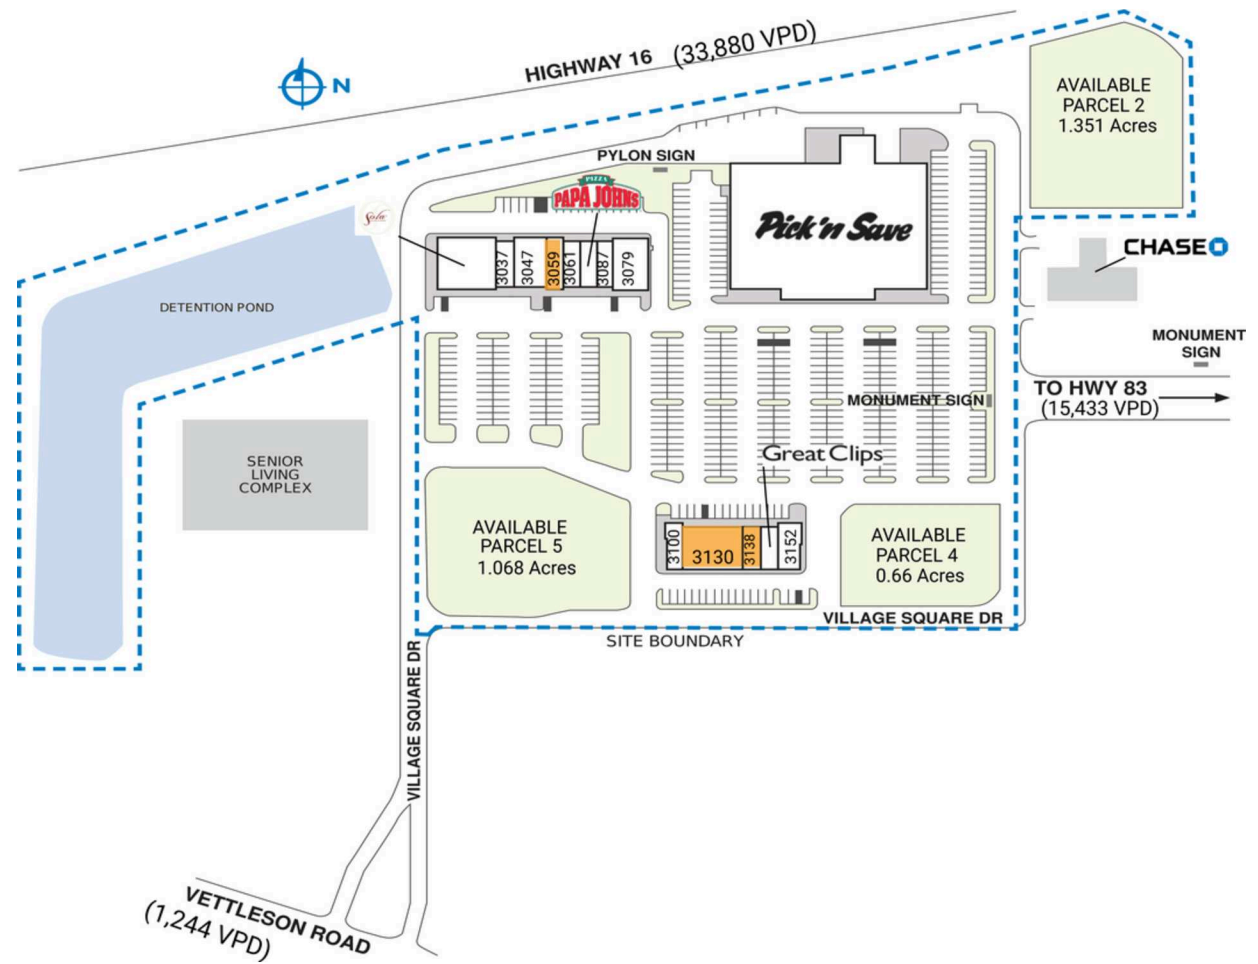 HIGHWAY 16 (33,880 VPD)
N
AVAILABLE
PARCEL 2
1.351 Acres
PYLON SIGN
PIZZA
PAPA JOHNS
Sola
Pick'n Save
CHASE
3037
3047
3059
3061
3087
3079
DETENTION POND
MONUMENT
SIGN
TO HWY 83
(15,433 VPD)
MONUMENT SIGN
Great Clips
SENIOR
LIVING
COMPLEX
AVAILABLE
PARCEL 5
1.068 Acres
3100
3130
3138
3152
AVAILABLE
PARCEL 4
0.66 Acres
VILLAGE SQUARE DR
SITE BOUNDARY
VILLAGE SQUARE DR
VETTLESON ROAD
(1,244 VPD)